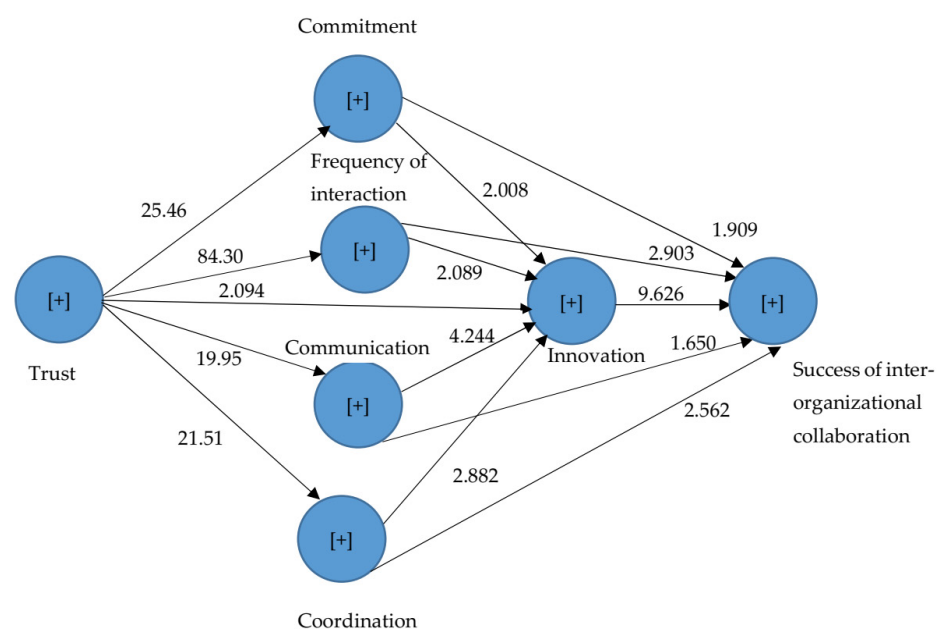 Commitment
[+]
Frequency of
interaction
2.008
25.46
1.909
84.30
[+]
2.903
2.089
2.094
[+]
[+]
9.626
[+]
19.95
Communication
4.244
Innovation
1.650
Trust
Success of inter-
organizational
collaboration
[+]
2.562
21.51
2.882
[+]
Coordination